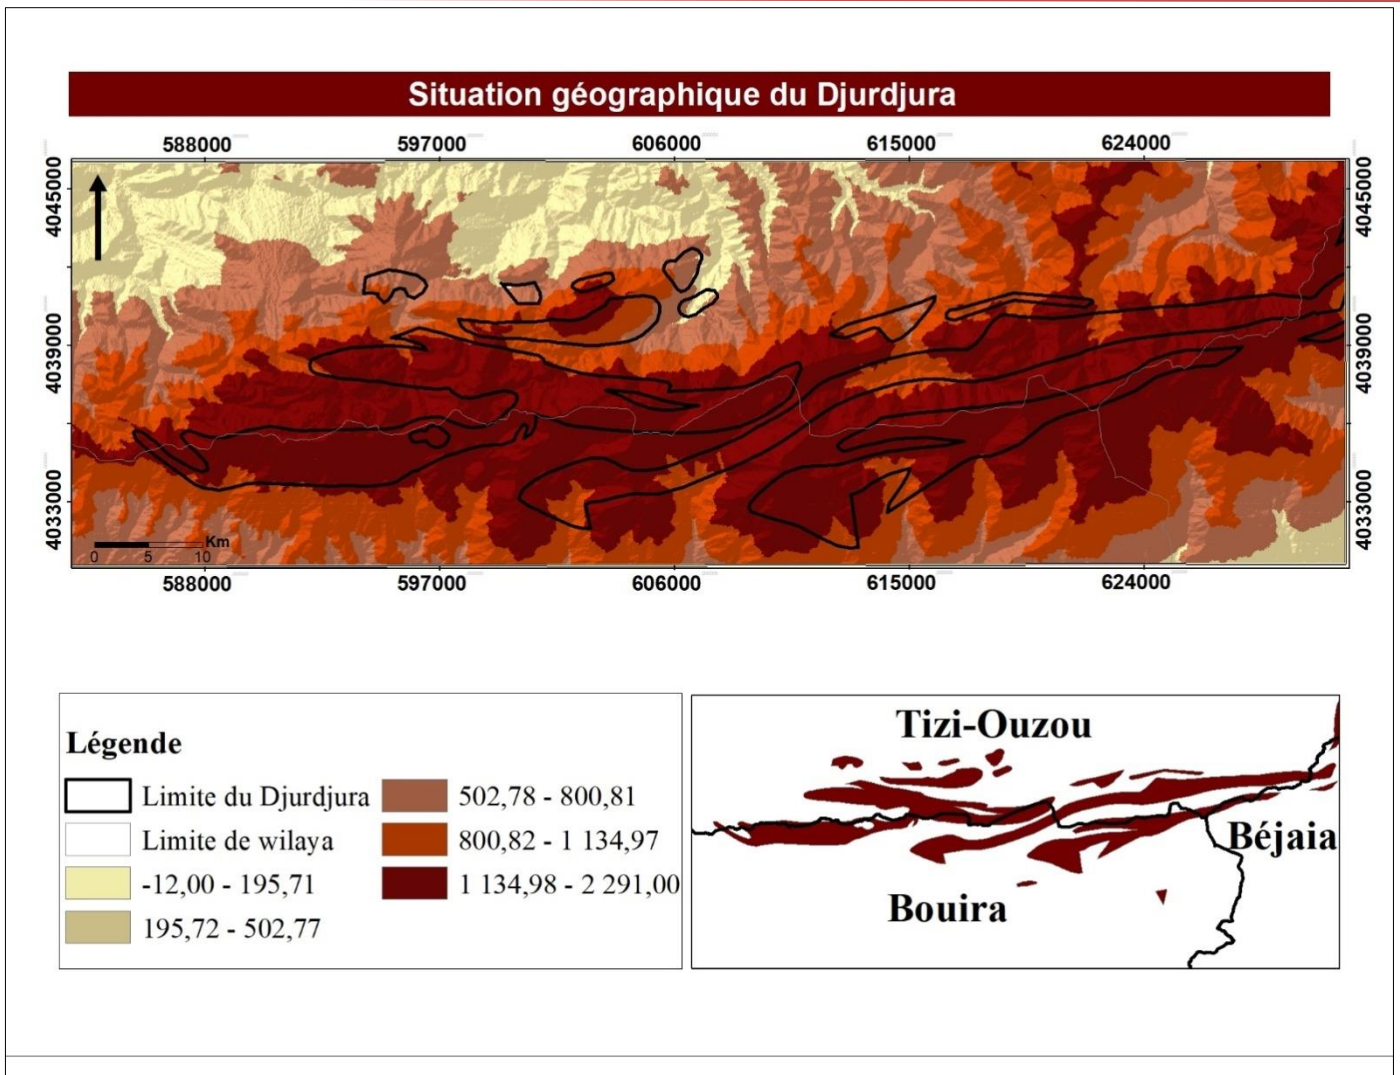 Situation géographique du Djurdjura
588000 597000 606000 615000 624000
4045000 4045000
4039000 4039000
4033000 4033000
Km
0 5 10
588000 597000 606000 615000 624000
Légende
Limite du Djurdjura
Limite de wilaya
-12,00 - 195,71
195,72 - 502,77
502,78 - 800,81
800,82 - 1 134,97
1 134,98 - 2 291,00
Tizi-Ouzou
Béjaia
Bouira